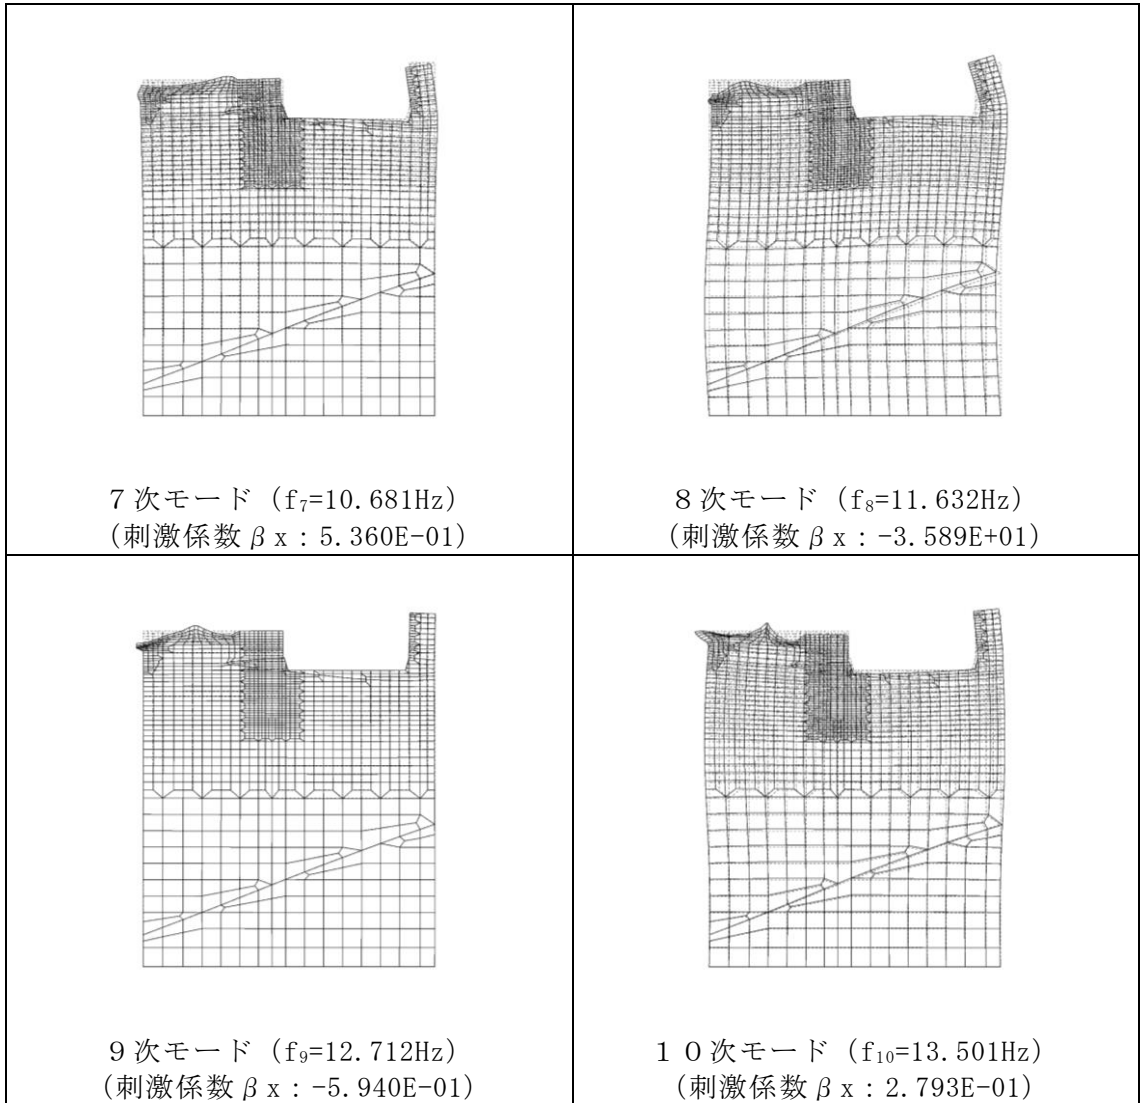 7次モード (f₇=10.681Hz)
(刺激係数βx：5.360E-01)
8次モード (f₈=11.632Hz)
(刺激係数βx：-3.589E+01)
9次モード (f₉=12.712Hz)
(刺激係数βx：-5.940E-01)
10次モード (f₁₀=13.501Hz)
(刺激係数βx：2.793E-01)